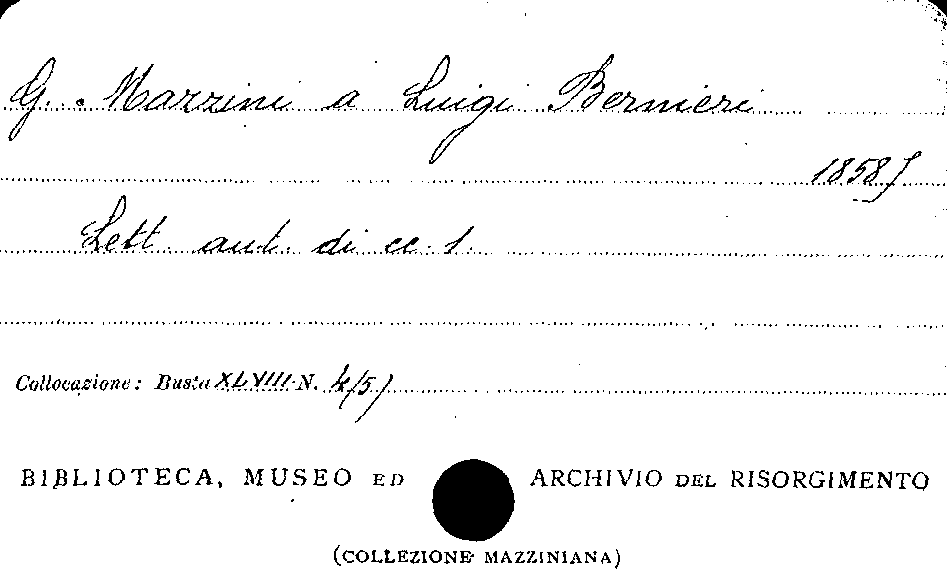 G. Mazzini a Luigi Bernieri
1858]
Lett. aut. di cc. 1.
Collocazione: Busta XLVIII N. 4/5)
BIBLIOTECA, MUSEO ED ARCHIVIO DEL RISORGIMENTO
(COLLEZIONE MAZZINIANA)